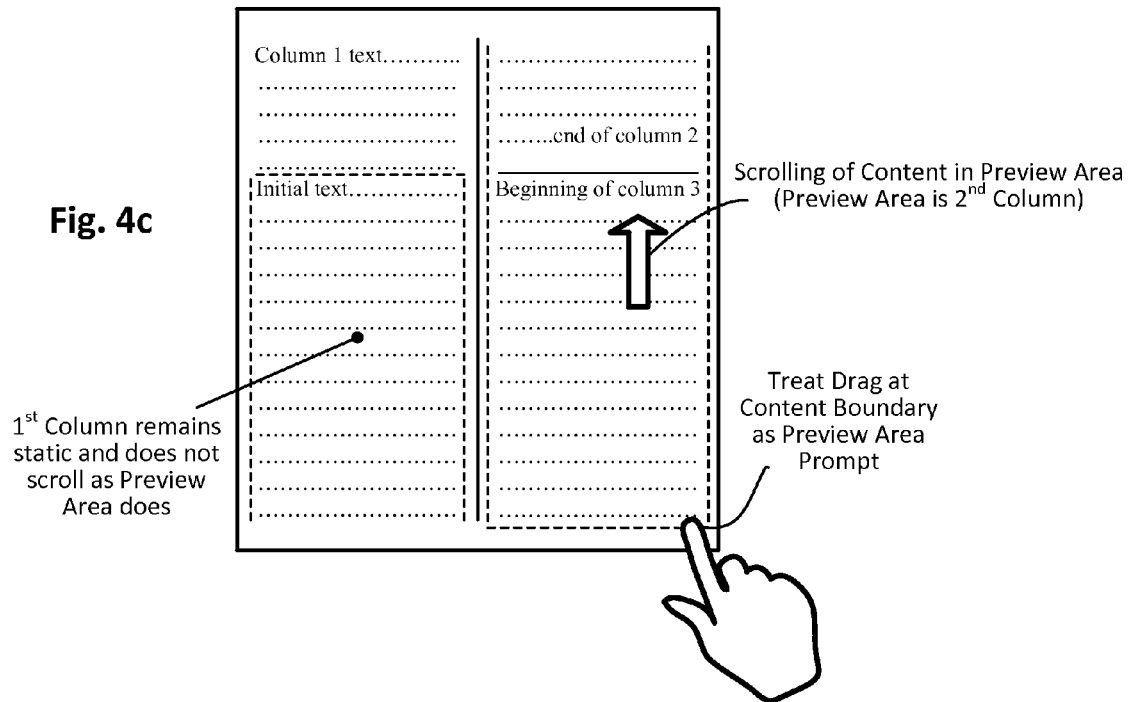 Column 1 text...........
........end of column 2
Initial text...............
Beginning of column 3
Scrolling of Content in Preview Area
(Preview Area is 2nd Column)
Fig. 4c
Treat Drag at
Content Boundary
as Preview Area
Prompt
1st Column remains
static and does not
scroll as Preview
Area does